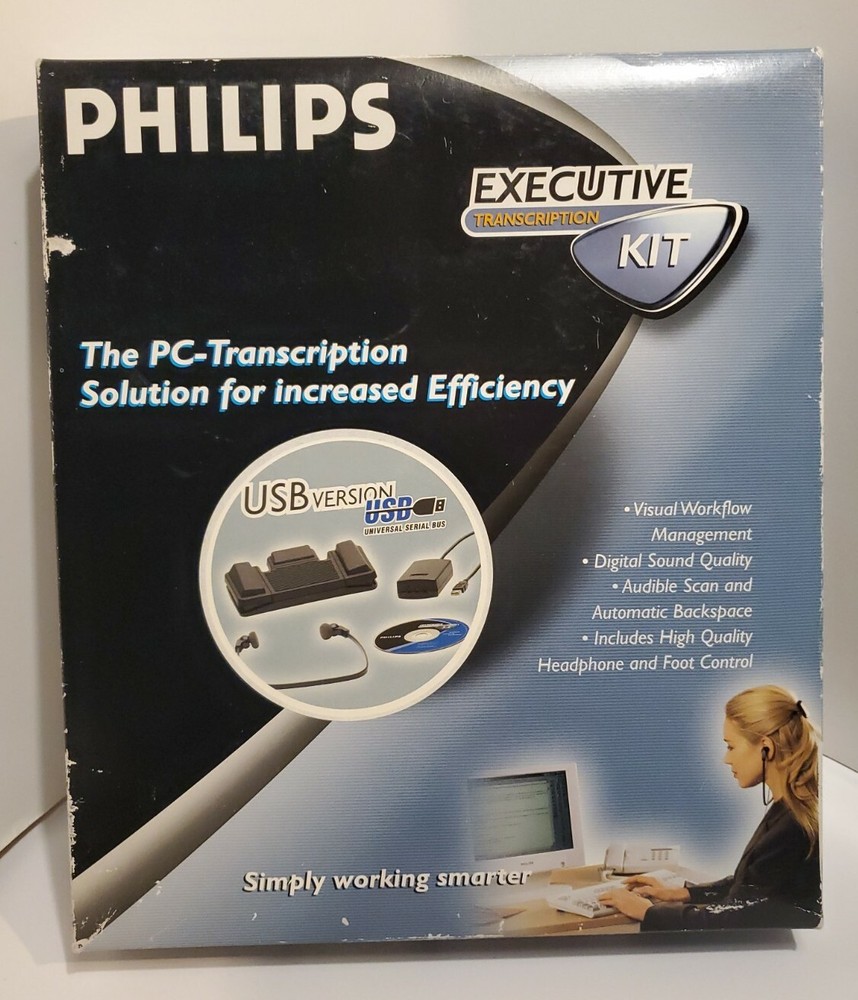 PHILIPS
EXECUTIVE
TRANSCRIPTION
KIT
The PC-Transcription
Solution for increased Efficiency
USB VERSION
USB
UNIVERSAL SERIAL BUS
PHILIPS
• Visual Workflow
Management
• Digital Sound Quality
• Audible Scan and
Automatic Backspace
• Includes High Quality
Headphone and Foot Control
Simply working smarter